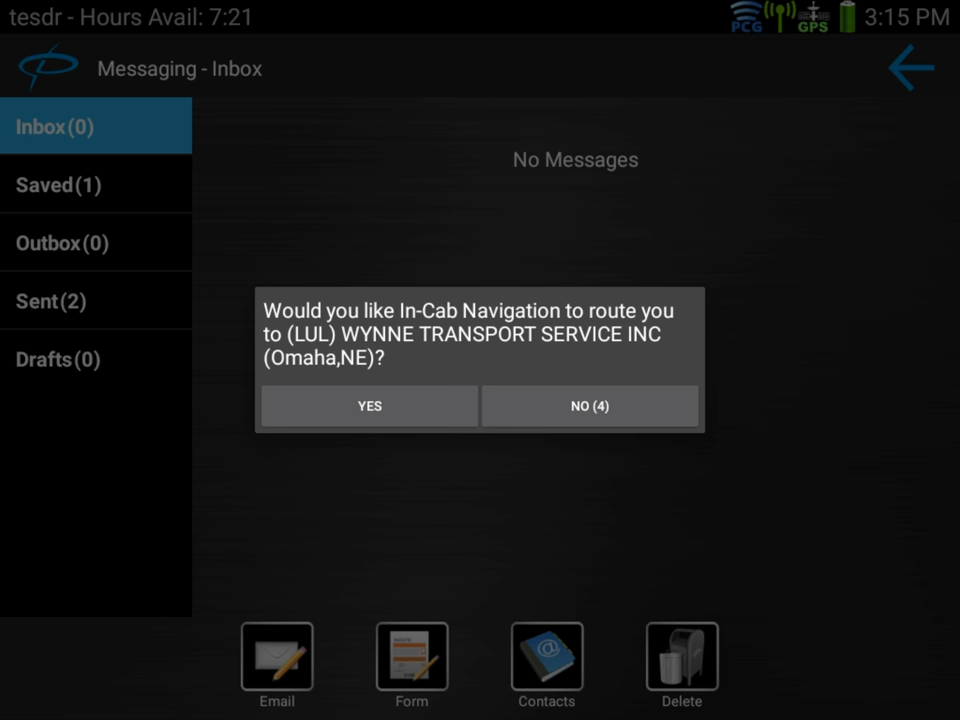 tesdr - Hours Avail: 7:21
PCG
GPS
3:15 PM
Messaging - Inbox
Inbox(0)
Saved(1)
Outbox(0)
Sent(2)
Drafts(0)
No Messages
Would you like In-Cab Navigation to route you
to (LUL) WYNNE TRANSPORT SERVICE INC
(Omaha,NE)?
YES
NO (4)
Email
Form
Contacts
Delete